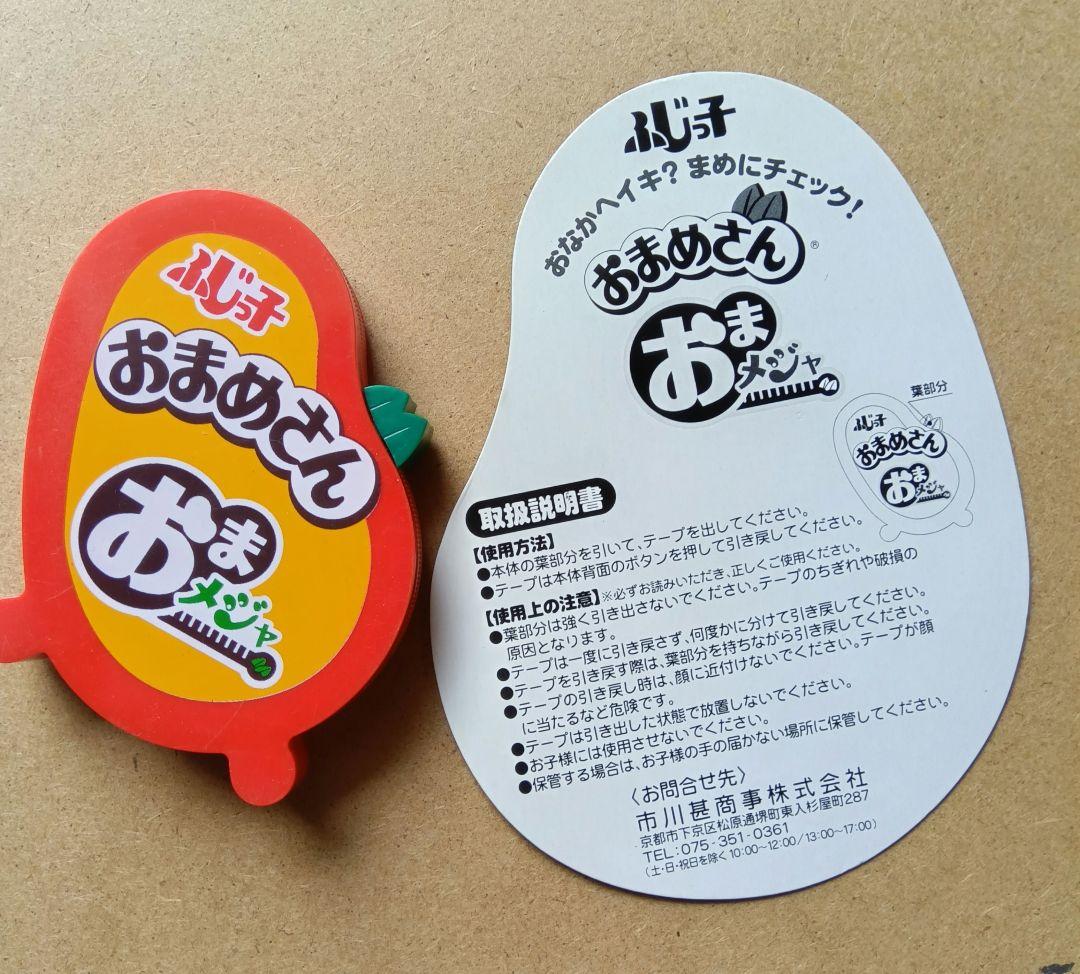 ふじっ子
おまめさん
おま
メジャ
ふじっ子
おなかヘイキ？まめにチェック！
おまめさん®
おま
メジャ
葉部分
ふじっ子
おまめさん
おま
メジャ
取扱説明書
【使用方法】
●本体の葉部分を引いて、テープを出してください。
●テープは本体背面のボタンを押して引き戻してください。
【使用上の注意】※必ずお読みいただき、正しくご使用ください。
●葉部分は強く引き出さないでください。テープのちぎれや破損の
原因となります。
●テープは一度に引き戻さず、何度かに分けて引き戻してください。
●テープを引き戻す際は、葉部分を持ちながら引き戻してください。
●テープの引き戻し時は、顔に近付けないでください。テープが顔
に当たるなど危険です。
●テープは引き出した状態で放置しないでください。
●お子様には使用させないでください。
●保管する場合は、お子様の手の届かない場所に保管してください。
〈お問合せ先〉
市川甚商事株式会社
京都市下京区松原通堺町東入杉屋町287
TEL:075-351-0361
(土・日・祝日を除く10:00〜12:00/13:00〜17:00)